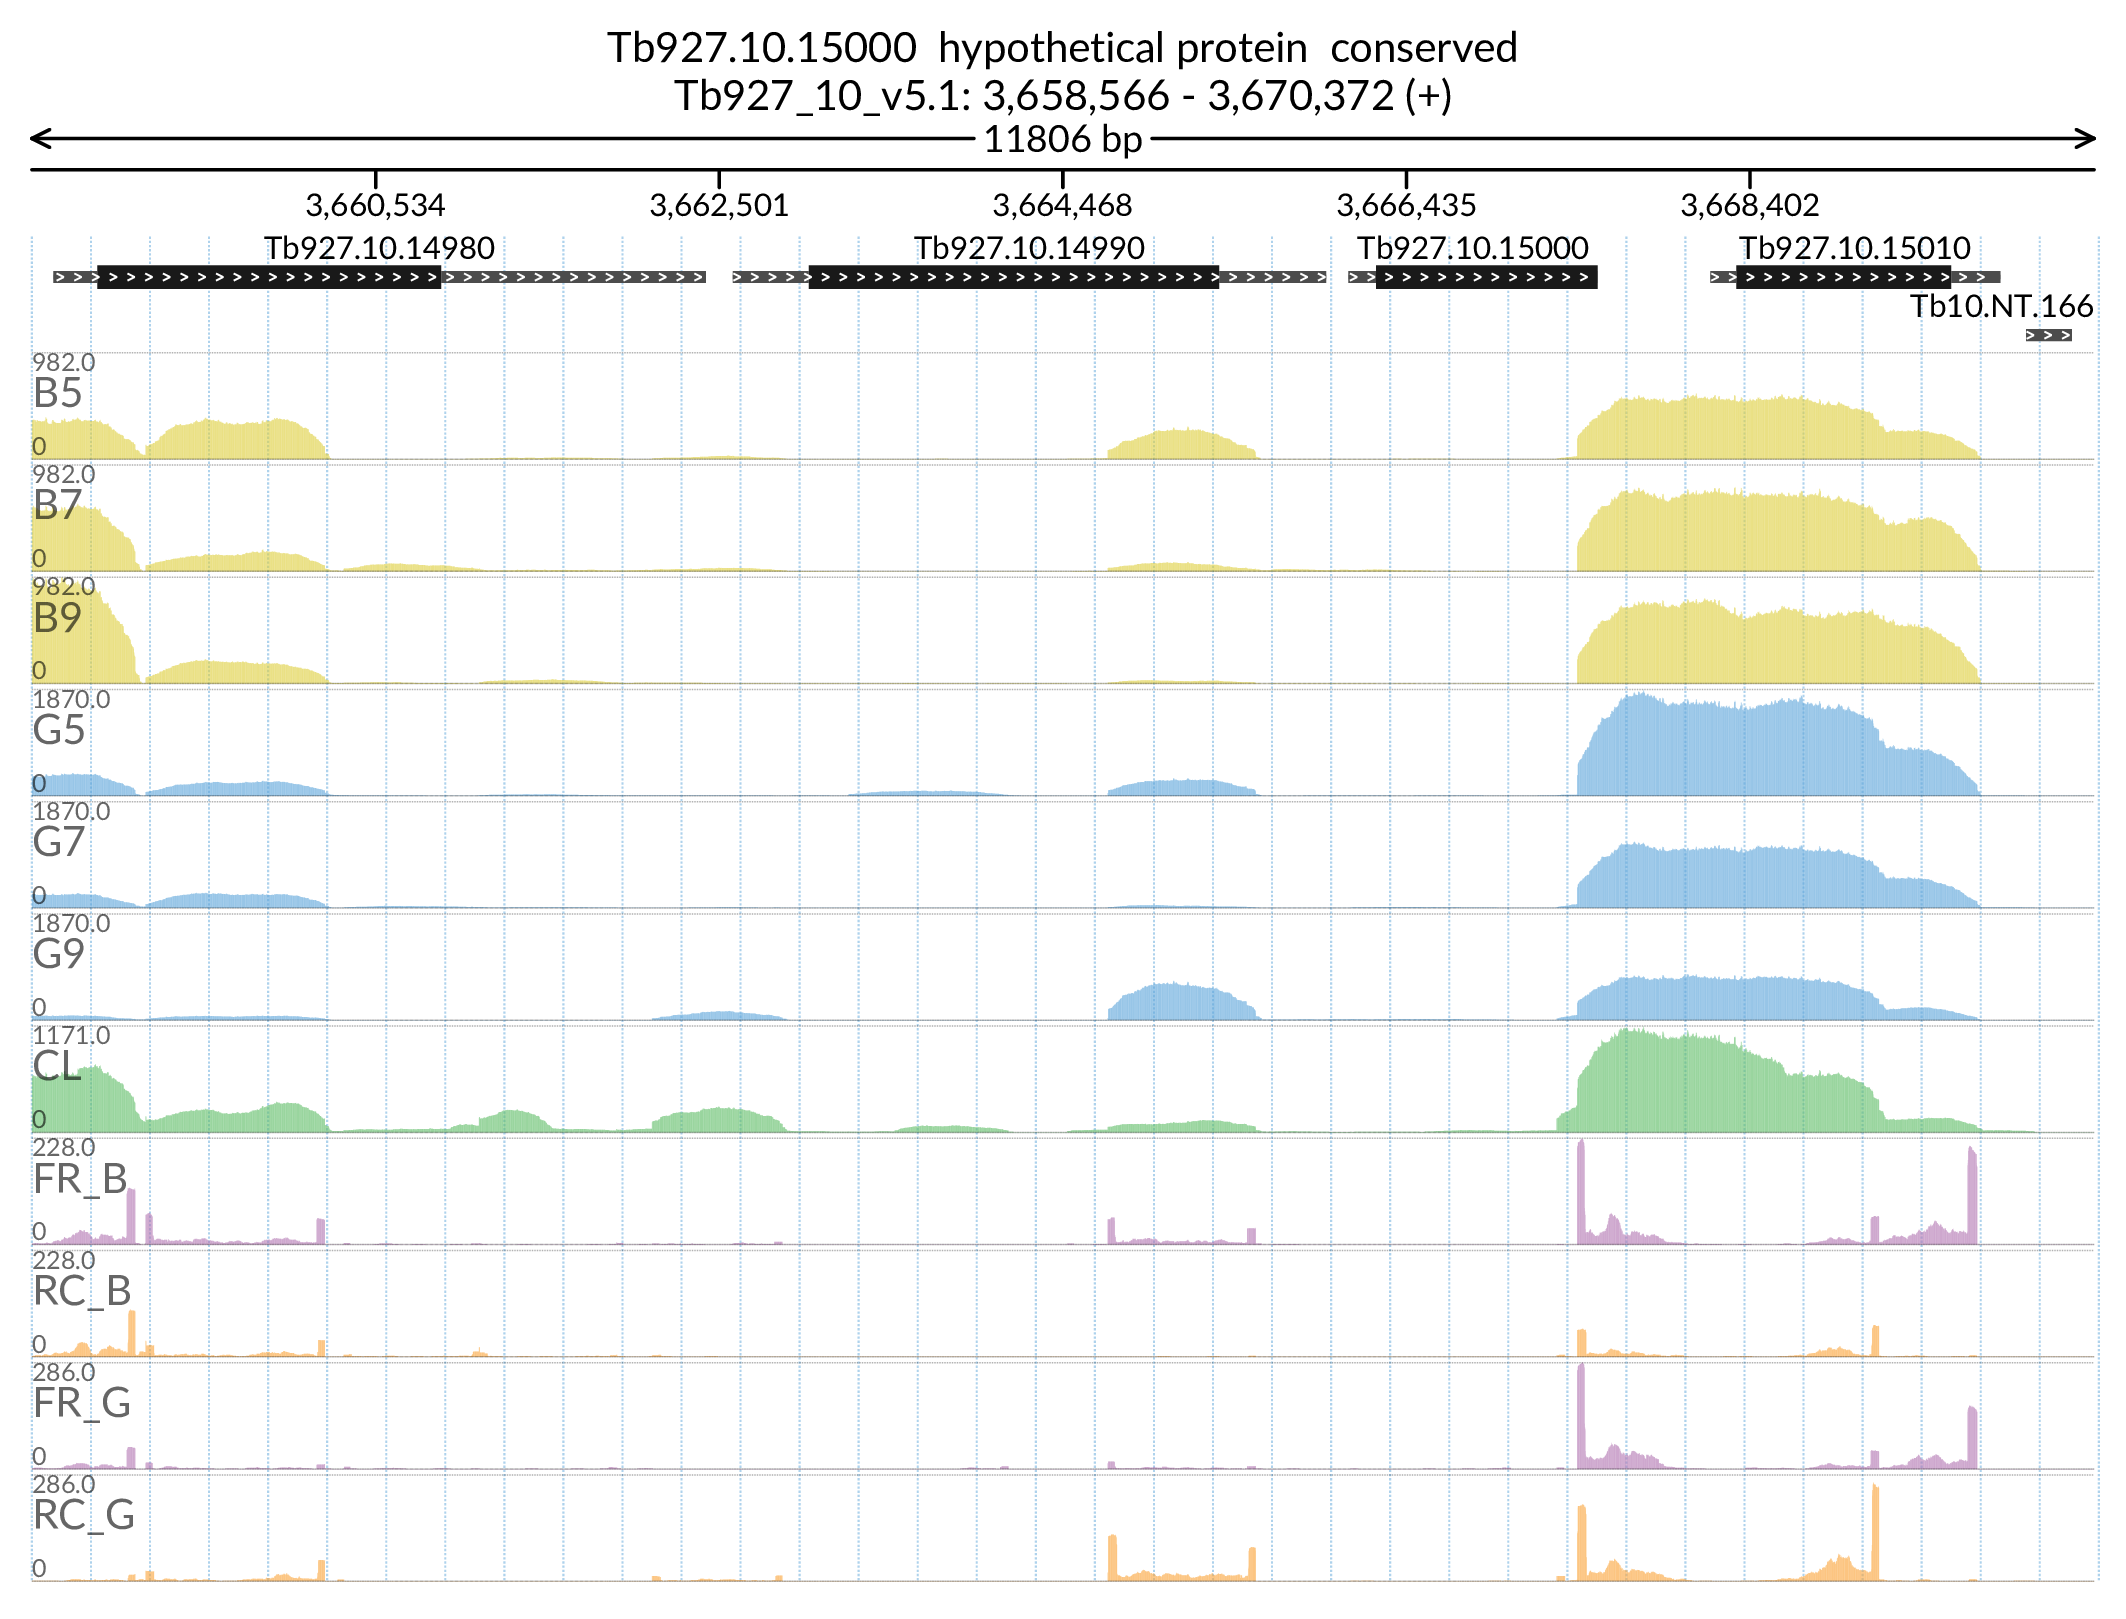 Tb927.10.15000 hypothetical protein conserved
Tb927_10_v5.1: 3,658,566 - 3,670,372 (+)
11806 bp
3,660,534 3,662,501 3,664,468 3,666,435 3,668,402
Tb927.10.14980 Tb927.10.14990 Tb927.10.15000 Tb927.10.15010
Tb10.NT.166
982.0
B5
0
982.0
B7
0
982.0
B9
0
1870.0
G5
0
1870.0
G7
0
1870.0
G9
0
1171.0
CL
0
228.0
FR_B
0
228.0
RC_B
0
286.0
FR_G
0
286.0
RC_G
0